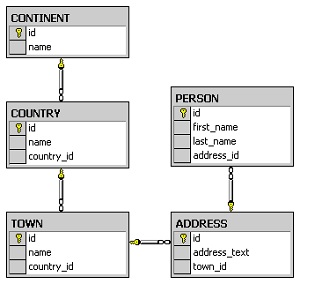 CONTINENT
id
name
COUNTRY
id
name
country_id
TOWN
id
name
country_id
PERSON
id
first_name
last_name
address_id
ADDRESS
id
address_text
town_id